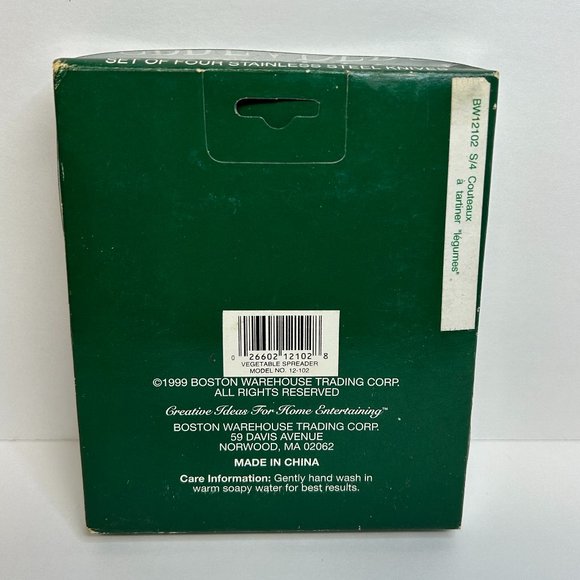 SET OF FOUR STAINLESS STEEL KNIVES
BW12102 S/4 Couteaux
à tartiner "légumes"
0 26602 12102 8
VEGETABLE SPREADER
MODEL NO. 12-102
©1999 BOSTON WAREHOUSE TRADING CORP.
ALL RIGHTS RESERVED
Creative Ideas For Home Entertaining™
BOSTON WAREHOUSE TRADING CORP.
59 DAVIS AVENUE
NORWOOD, MA 02062
MADE IN CHINA
Care Information: Gently hand wash in
warm soapy water for best results.